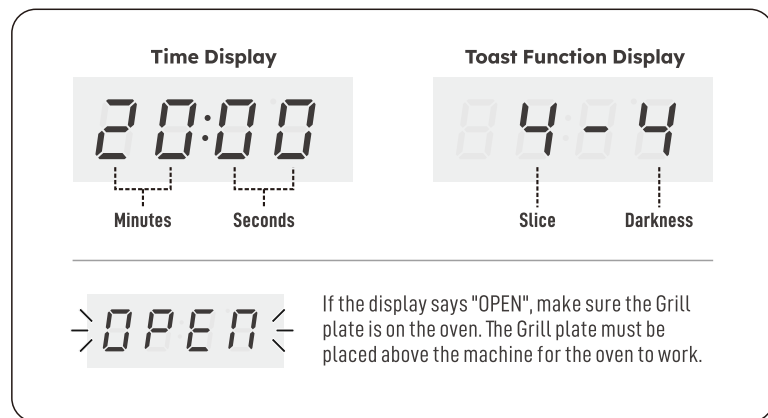 Time Display
Toast Function Display
20:00
4 - 4
Minutes
Seconds
Slice
Darkness
OPEN
If the display says "OPEN", make sure the Grill
plate is on the oven. The Grill plate must be
placed above the machine for the oven to work.